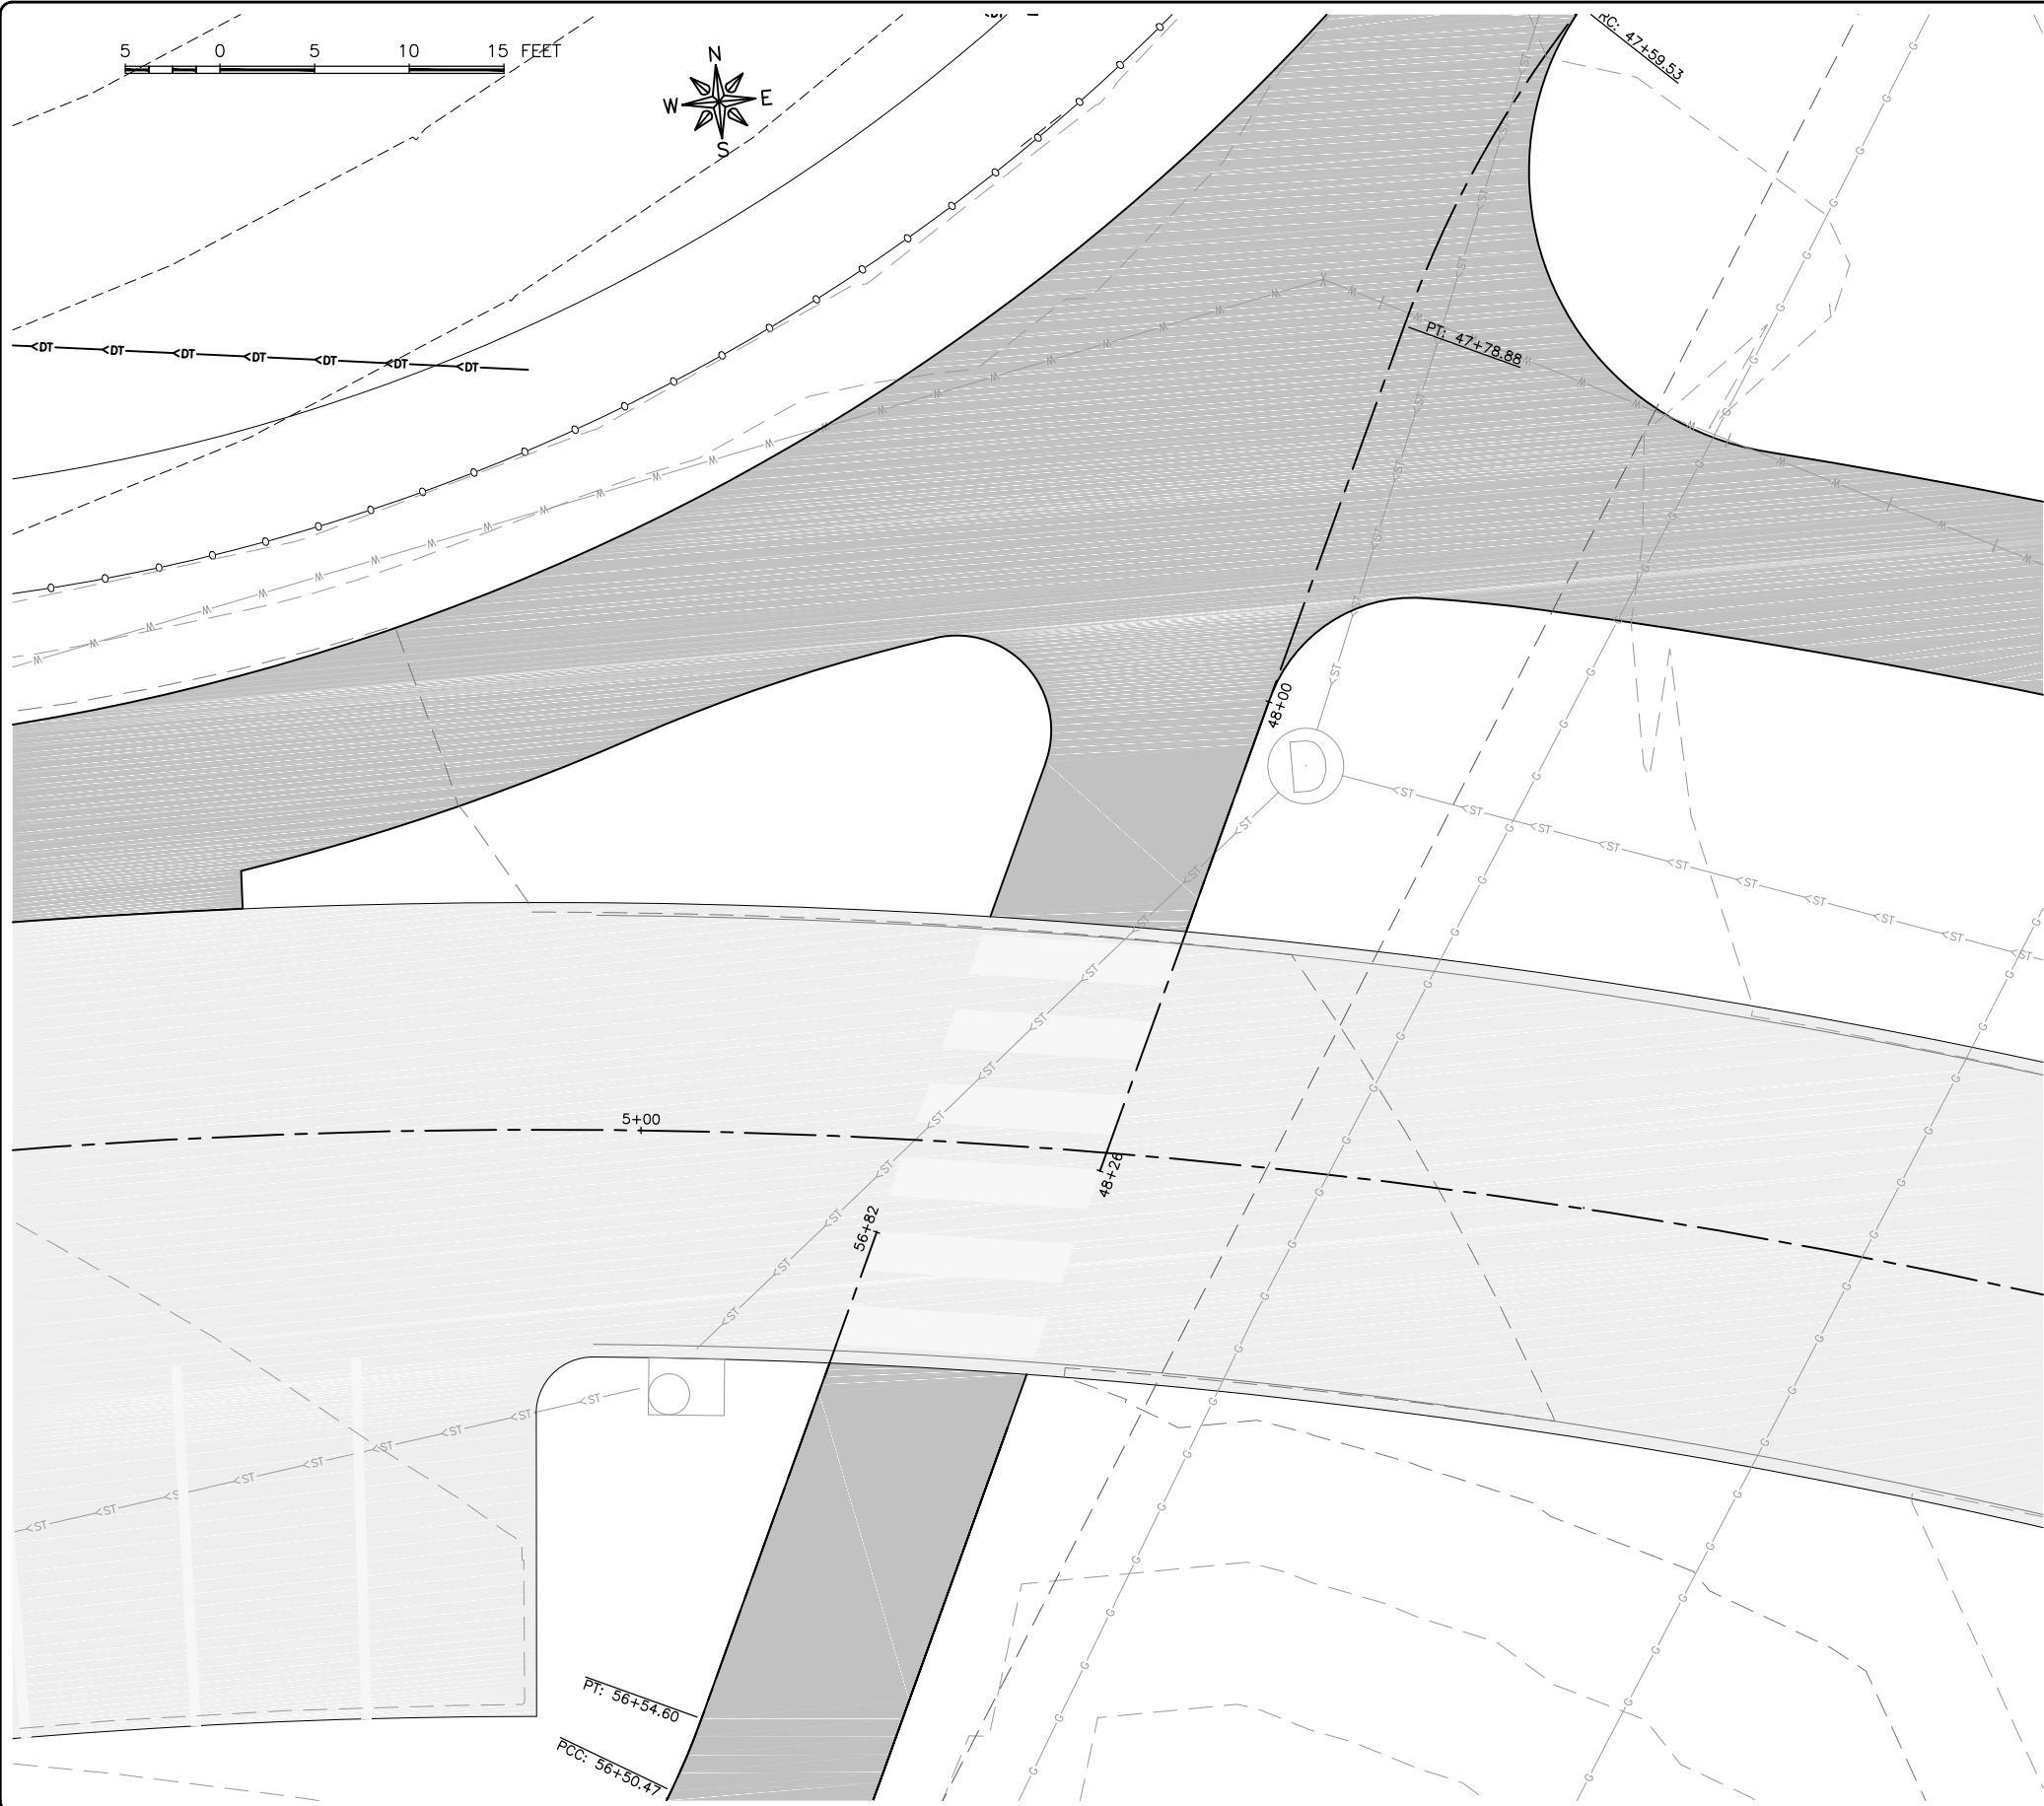 5 0 5 10 15 FEET
N
W E
S
RC: 47+59.53
PT: 47+78.88
<DT <DT <DT <DT <DT <DT <DT
48+00
D
5+00
48+26
56+82
PT: 56+54.60
PCC: 56+50.47